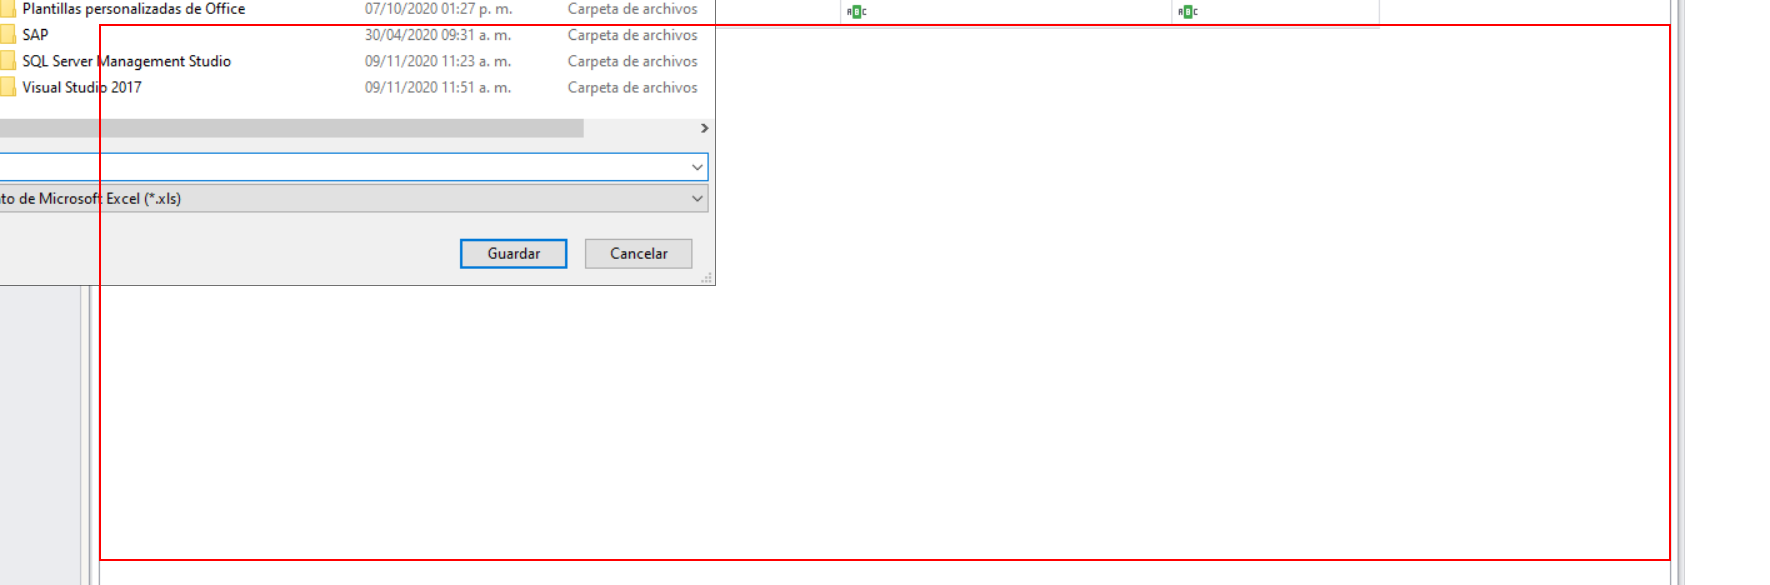 Plantillas personalizadas de Office 07/10/2020 01:27 p. m. Carpeta de archivos ABC ABC
SAP 30/04/2020 09:31 a. m. Carpeta de archivos
SQL Server Management Studio 09/11/2020 11:23 a. m. Carpeta de archivos
Visual Studio 2017 09/11/2020 11:51 a. m. Carpeta de archivos
to de Microsoft Excel (*.xls)
Guardar Cancelar